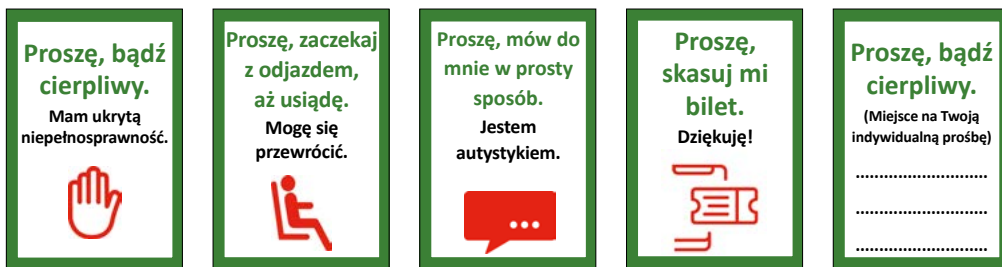 Proszę, bądź
cierpliwy.
Mam ukrytą
niepełnosprawność.
Proszę, zaczekaj
z odjazdem,
aż usiądę.
Mogę się
przewrócić.
Proszę, mów do
mnie w prosty
sposób.
Jestem
autystykiem.
...
Proszę,
skasuj mi
bilet.
Dziękuję!
Proszę, bądź
cierpliwy.
(Miejsce na Twoją
indywidualną prośbę)
...........................
...........................
...........................